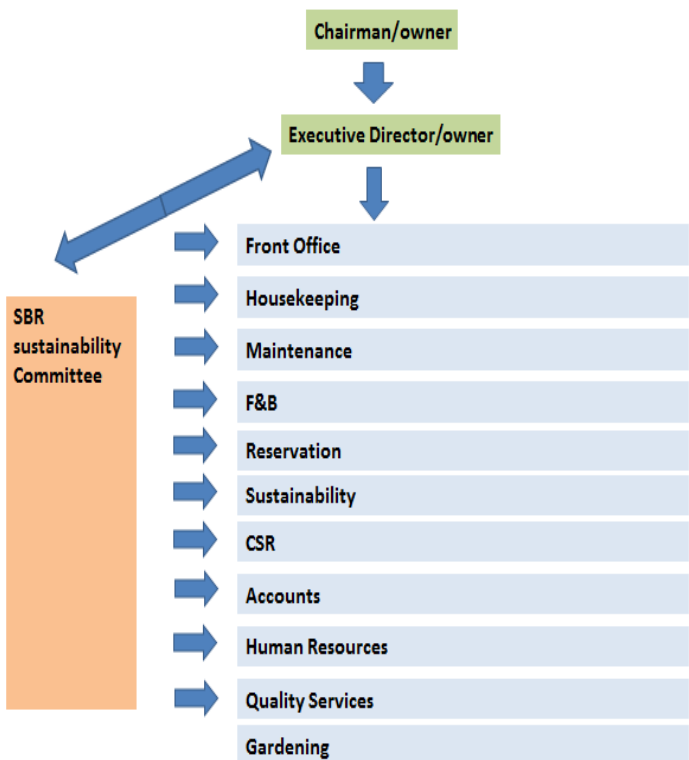 Chairman/owner
Executive Director/owner
SBR
sustainability
Committee
Front Office
Housekeeping
Maintenance
F&B
Reservation
Sustainability
CSR
Accounts
Human Resources
Quality Services
Gardening